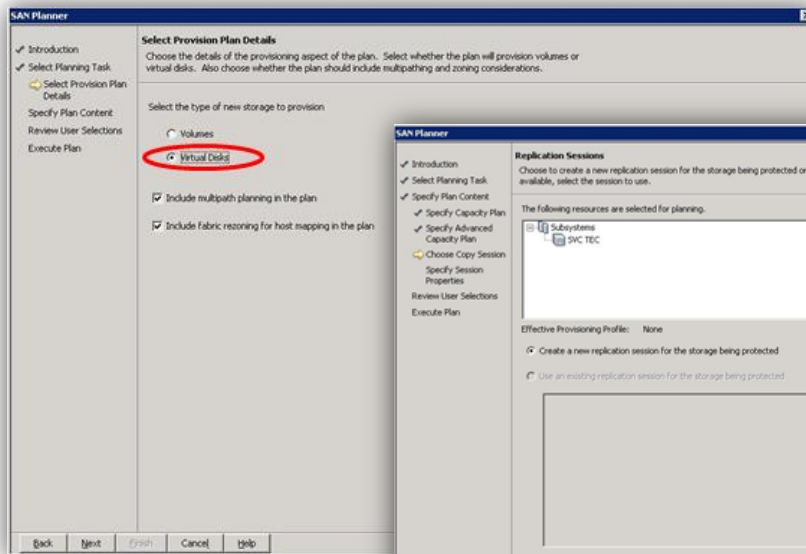 SAN Planner
Introduction
Select Planning Task
Select Provision Plan
Details
Specify Plan Content
Review User Selections
Execute Plan
Select Provision Plan Details
Choose the details of the provisioning aspect of the plan. Select whether the plan will provision volumes or
virtual disks. Also choose whether the plan should include multipathing and zoning considerations.
Select the type of new storage to provision
Volumes
Virtual Disks
Include multipath planning in the plan
Include fabric rezoning for host mapping in the plan
Back Next Finish Cancel Help
SAN Planner
Introduction
Select Planning Task
Specify Plan Content
Specify Capacity Plan
Specify Advanced
Capacity Plan
Choose Copy Session
Specify Session
Properties
Review User Selections
Execute Plan
Replication Sessions
Choose to create a new replication session for the storage being protected or
available, select the session to use.
The following resources are selected for planning.
Subsystems
SVC TEC
Effective Provisioning Profile: None
Create a new replication session for the storage being protected
Use an existing replication session for the storage being protected